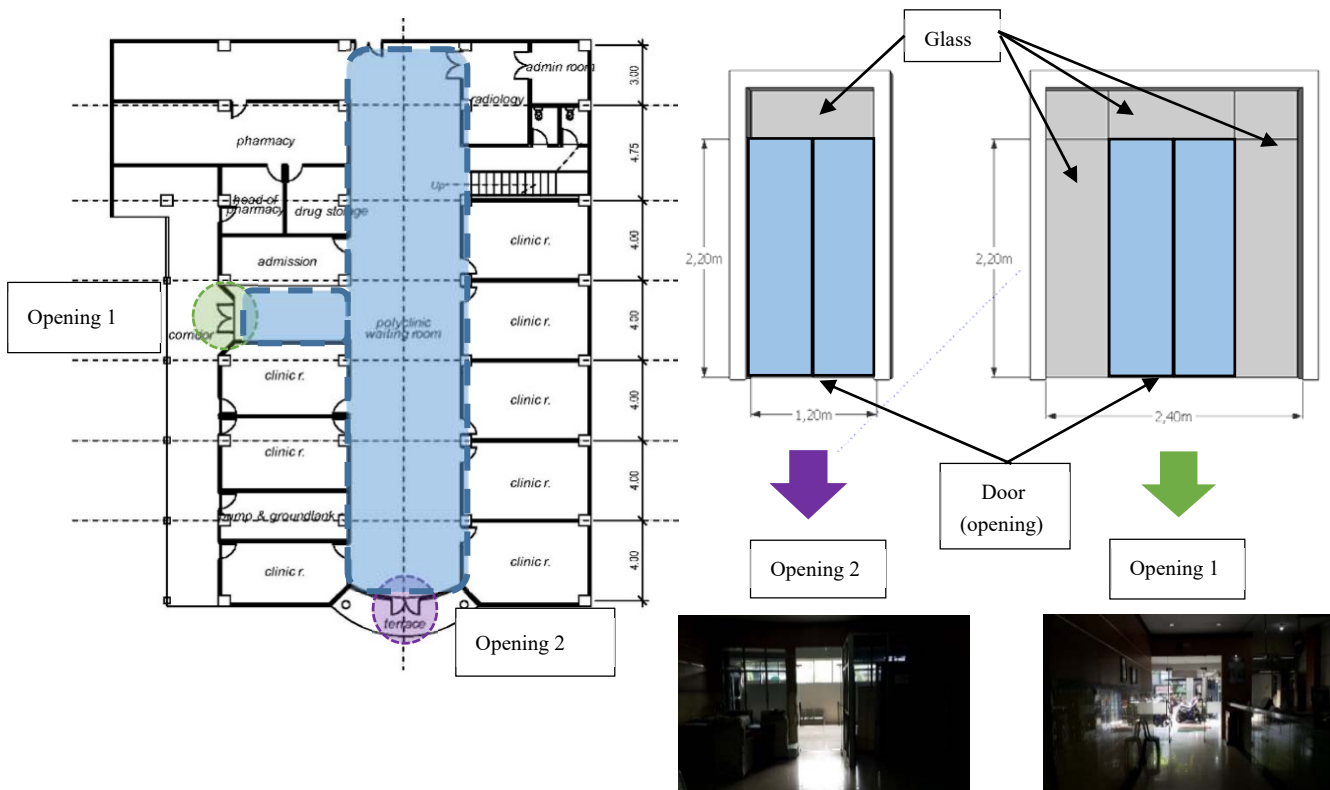 Glass
admin room
radiology
pharmacy
Up
head of
pharmacy
drug storage
clinic r.
admission
Opening 1
corridor
polyclinic
waiting room
clinic r.
clinic r.
clinic r.
clinic r.
clinic r.
pump & groundtank
clinic r.
clinic r.
terrace
Opening 2
3.00
4.75
4.00
4.00
4.00
4.00
4.00
2,20m
1,20m
2,20m
2,40m
Door
(opening)
Opening 2
Opening 1